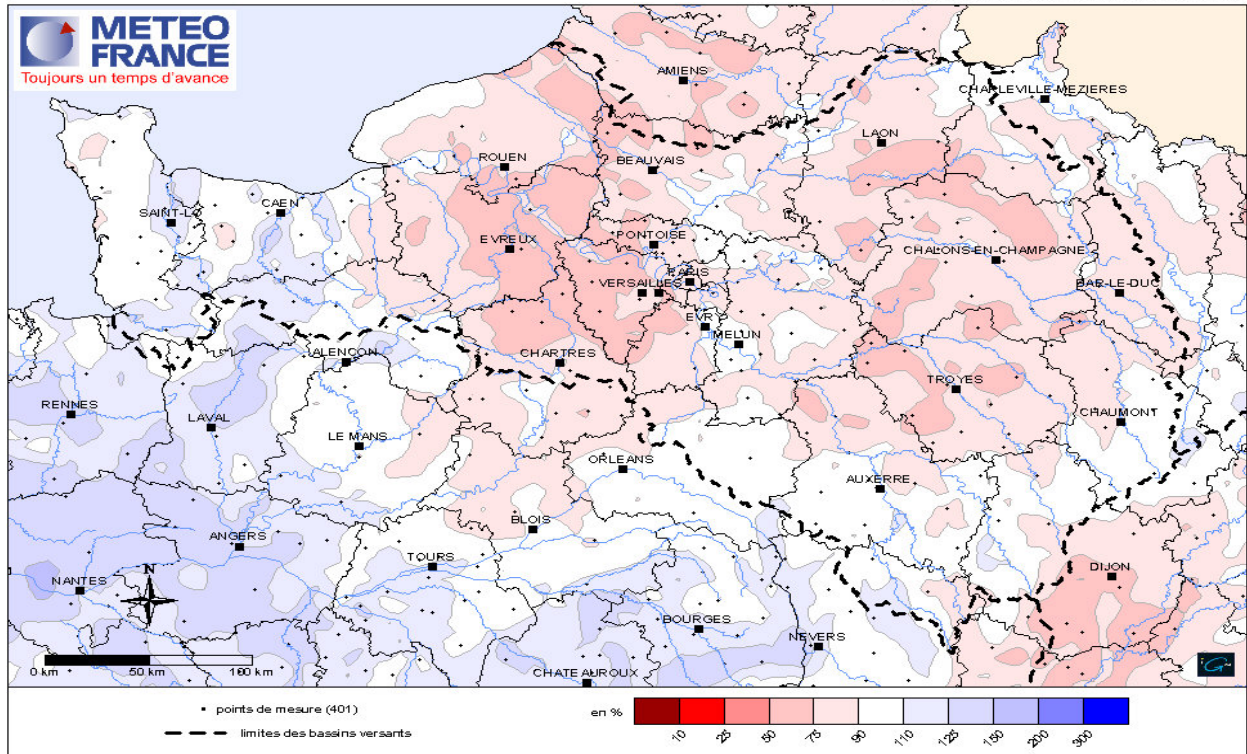 METEO
FRANCE
Toujours un temps d'avance
AMIENS
CHARLEVILLE-MEZIERES
LAON
ROUEN
BEAUVAIS
SAINT-LO
CAEN
EVREUX
PONTOISE
CHALONS-EN-CHAMPAGNE
PARIS
VERSAILLES
BAR-LE-DUC
EVRY
MELUN
ALENCON
CHARTRES
TROYES
RENNES
LAVAL
CHAUMONT
LE MANS
ORLEANS
AUXERRE
BLOIS
ANGERS
TOURS
N
NANTES
DIJON
BOURGES
NEVERS
0 km 50 km 100 km
CHATEAUROUX
points de mesure (401)
limites des bassins versants
en %
10 25 50 75 90 110 125 150 200 300